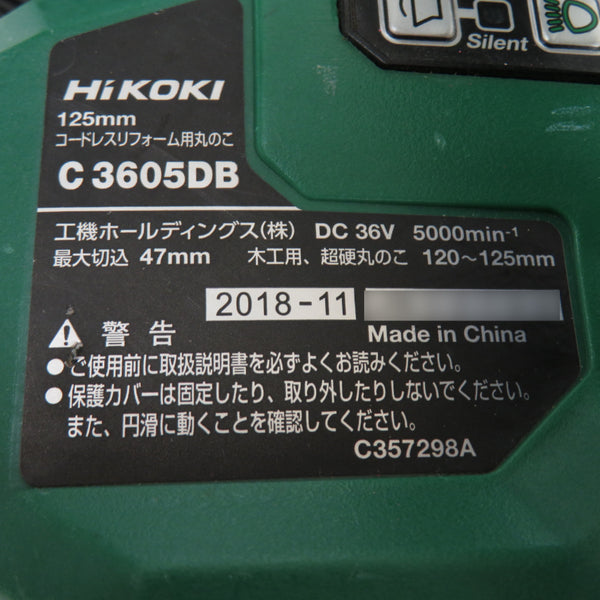 Silent
HiKOKI
125mm
コードレスリフォーム用丸のこ
C 3605DB
工機ホールディングス(株) DC 36V 5000min⁻¹
最大切込 47mm 木工用、超硬丸のこ 120～125mm
2018-11
警告 Made in China
●ご使用前に取扱説明書を必ずよくお読みください。
●保護カバーは固定したり、取り外したりしないでください。
また、円滑に動くことを確認してください。
C357298A